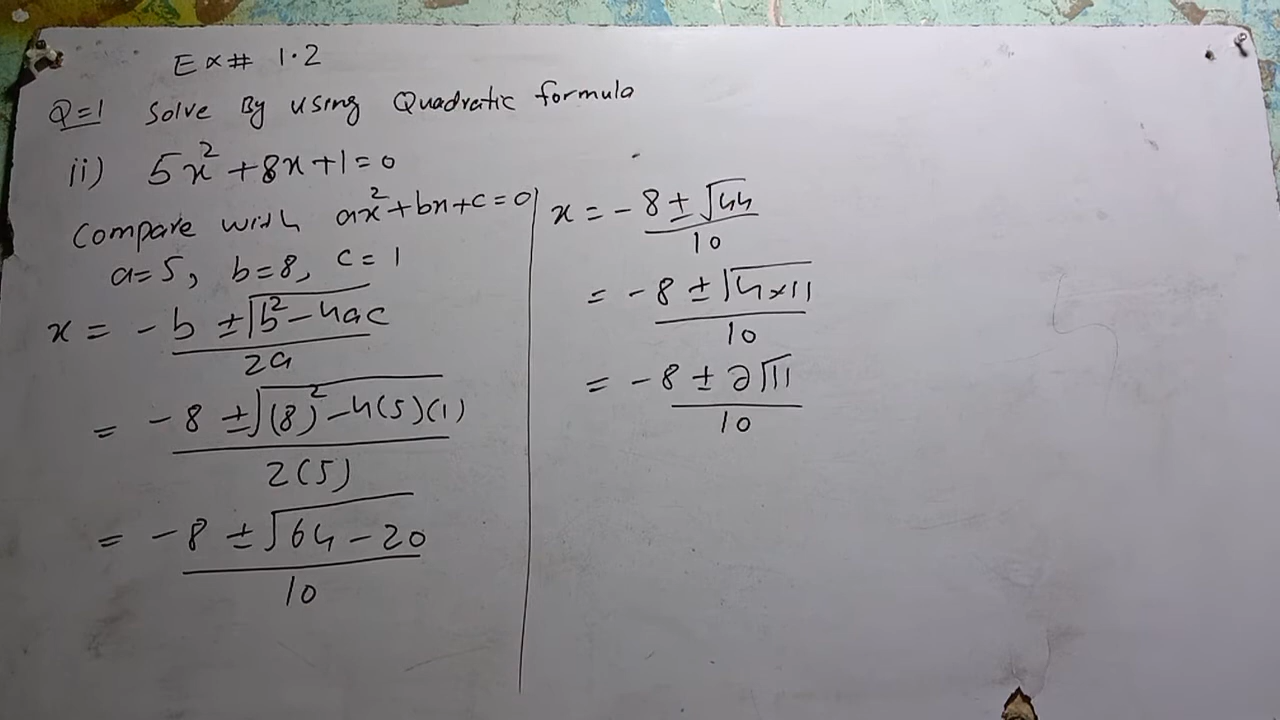 Ex# 1.2
Q=1 Solve By using Quadratic formula
ii) 5x² + 8x + 1 = 0
Compare with ax² + bx + c = 0
a = 5, b = 8, c = 1
x = -b ± √(b² - 4ac) / 2a
= -8 ± √((8)² - 4(5)(1)) / 2(5)
= -8 ± √(64 - 20) / 10
x = -8 ± √44 / 10
= -8 ± √(4×11) / 10
= -8 ± 2√11 / 10